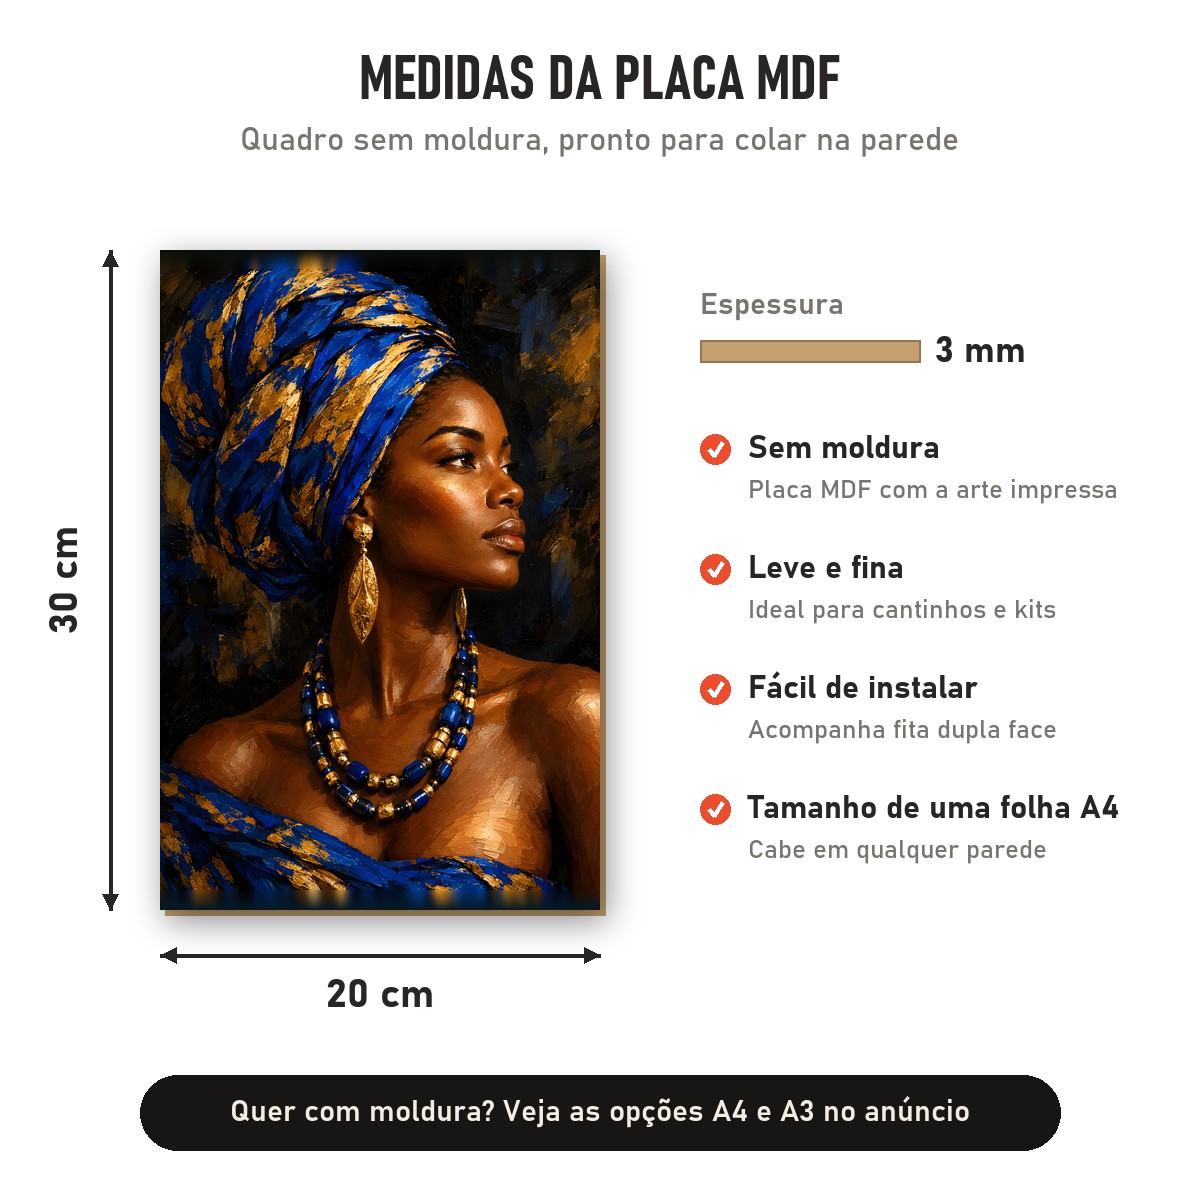 MEDIDAS DA PLACA MDF
Quadro sem moldura, pronto para colar na parede
30 cm
20 cm
Espessura
3 mm
Sem moldura
Placa MDF com a arte impressa
Leve e fina
Ideal para cantinhos e kits
Fácil de instalar
Acompanha fita dupla face
Tamanho de uma folha A4
Cabe em qualquer parede
Quer com moldura? Veja as opções A4 e A3 no anúncio